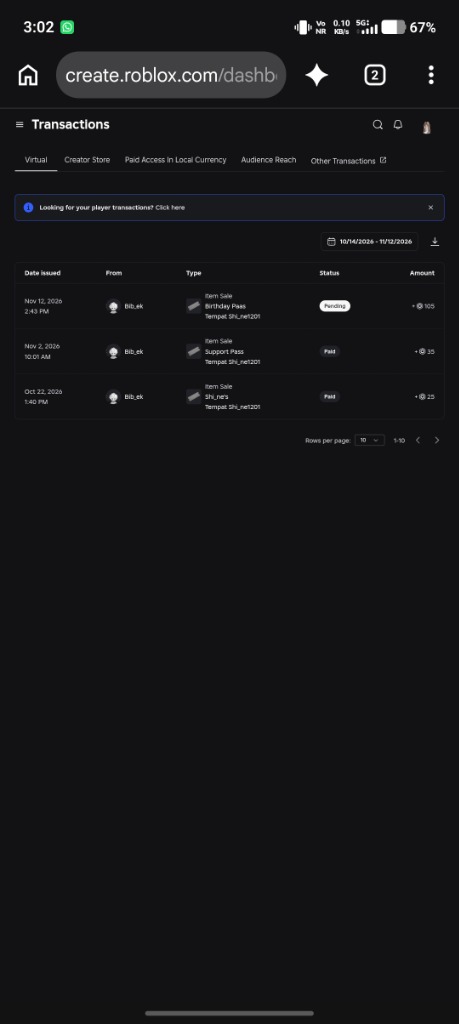 3:02
Vo NR 0.10 KB/s 5G 67%
create.roblox.com/dashb
2
Transactions
Virtual Creator Store Paid Access In Local Currency Audience Reach Other Transactions
Looking for your player transactions? Click here
10/14/2026 - 11/12/2026
Date issued From Type Status Amount
Nov 12, 2026
2:43 PM
Bib_ek
Item Sale
Birthday Paas
Tempat Shi_ne1201
Pending
+ 105
Nov 2, 2026
10:01 AM
Bib_ek
Item Sale
Support Pass
Tempat Shi_ne1201
Paid
+ 35
Oct 22, 2026
1:40 PM
Bib_ek
Item Sale
Shi_ne's
Tempat Shi_ne1201
Paid
+ 25
Rows per page: 10 1-10